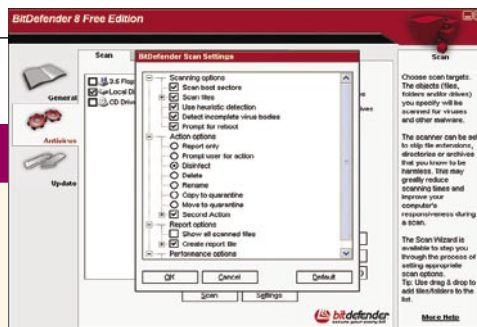 BitDefender 8 Free Edition
General
Antivirus
Update
Scan
3.5 Flop
Local Di
CD Drive
BitDefender Scan Settings
Scanning options
Scan boot sectors
Scan files
Use heuristic detection
Detect incomplete virus bodies
Prompt for reboot
Action options
Report only
Prompt user for action
Disinfect
Delete
Rename
Copy to quarantine
Move to quarantine
Second Action
Report options
Show all scanned files
Create report file
Performance options
OK
Cancel
Default
Scan
Settings
bitdefender
Scan
Choose scan targets.
The objects (files,
folders and/or drives)
you specify will be
scanned for viruses
and other malware.
The scanner can be set
to skip file extensions,
directories or archives
that you know to be
harmless. This may
greatly reduce
scanning times and
improve your
computer's
responsiveness during
a scan.
The Scan Wizard is
available to step you
through the process of
setting appropriate
scan options.
Tip: Use drag & drop to
add files/folders to the
list.
More Help